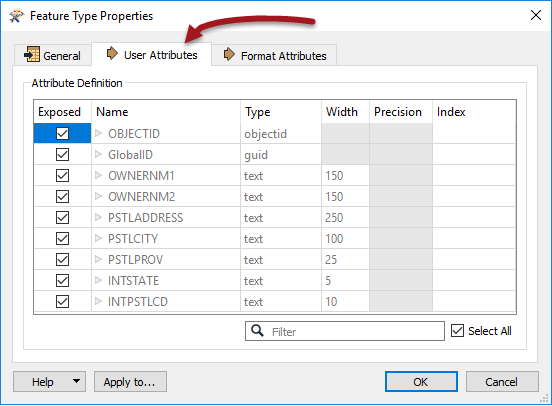 Feature Type Properties
General User Attributes Format Attributes
Attribute Definition
Exposed Name Type Width Precision Index
OBJECTID objectid
GlobalID guid
OWNERNM1 text 150
OWNERNM2 text 150
PSTLADDRESS text 250
PSTLCITY text 100
PSTLPROV text 25
INTSTATE text 5
INTPSTLCD text 10
Filter Select All
Help Apply to... OK Cancel